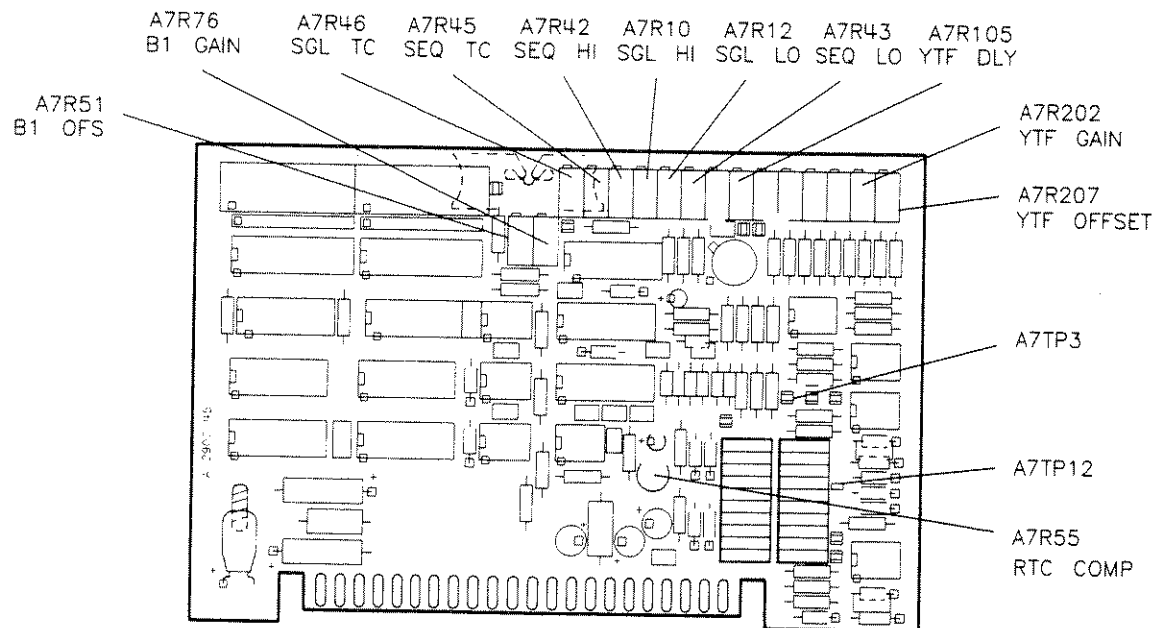 A7R76
B1 GAIN
A7R46
SGL TC
A7R45
SEQ TC
A7R42
SEQ HI
A7R10
SGL HI
A7R12
SGL LO
A7R43
SEQ LO
A7R105
YTF DLY
A7R51
B1 OFS
A7R202
YTF GAIN
A7R207
YTF OFFSET
A7TP3
A7TP12
A7R55
RTC COMP